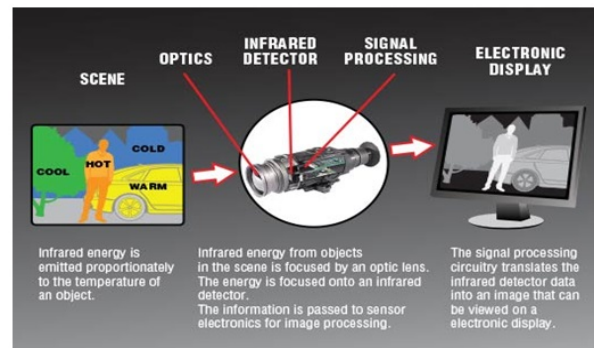 SCENE
OPTICS
INFRARED
DETECTOR
SIGNAL
PROCESSING
ELECTRONIC
DISPLAY
COOL
HOT
COLD
WARM
Infrared energy is
emitted proportionately
to the temperature of
an object.
Infrared energy from objects
in the scene is focused by an optic lens.
The energy is focused onto an infrared
detector.
The information is passed to sensor
electronics for image processing.
The signal processing
circuitry translates the
infrared detector data
into an image that can
be viewed on a
electronic display.